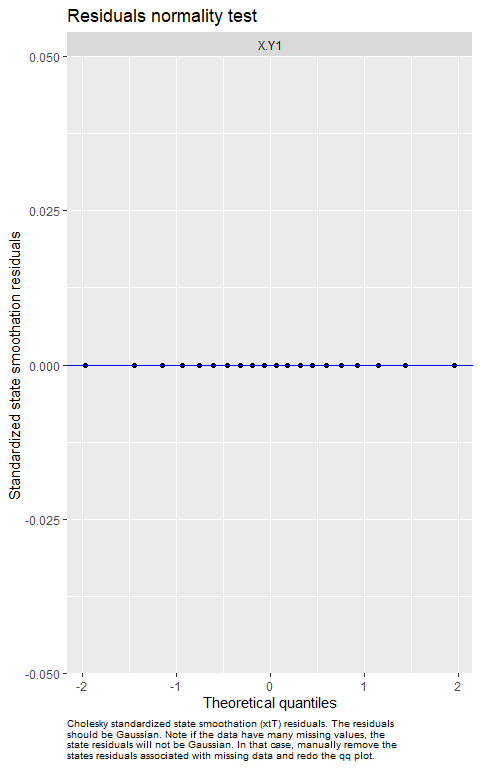 Residuals normality test
X.Y1
0.050
0.025
0.000
-0.025
-0.050
Standardized state smoothation residuals
-2 -1 0 1 2
Theoretical quantiles
Cholesky standardized state smoothation (xtT) residuals. The residuals
should be Gaussian. Note if the data have many missing values, the
state residuals will not be Gaussian. In that case, manually remove the
states residuals associated with missing data and redo the qq plot.